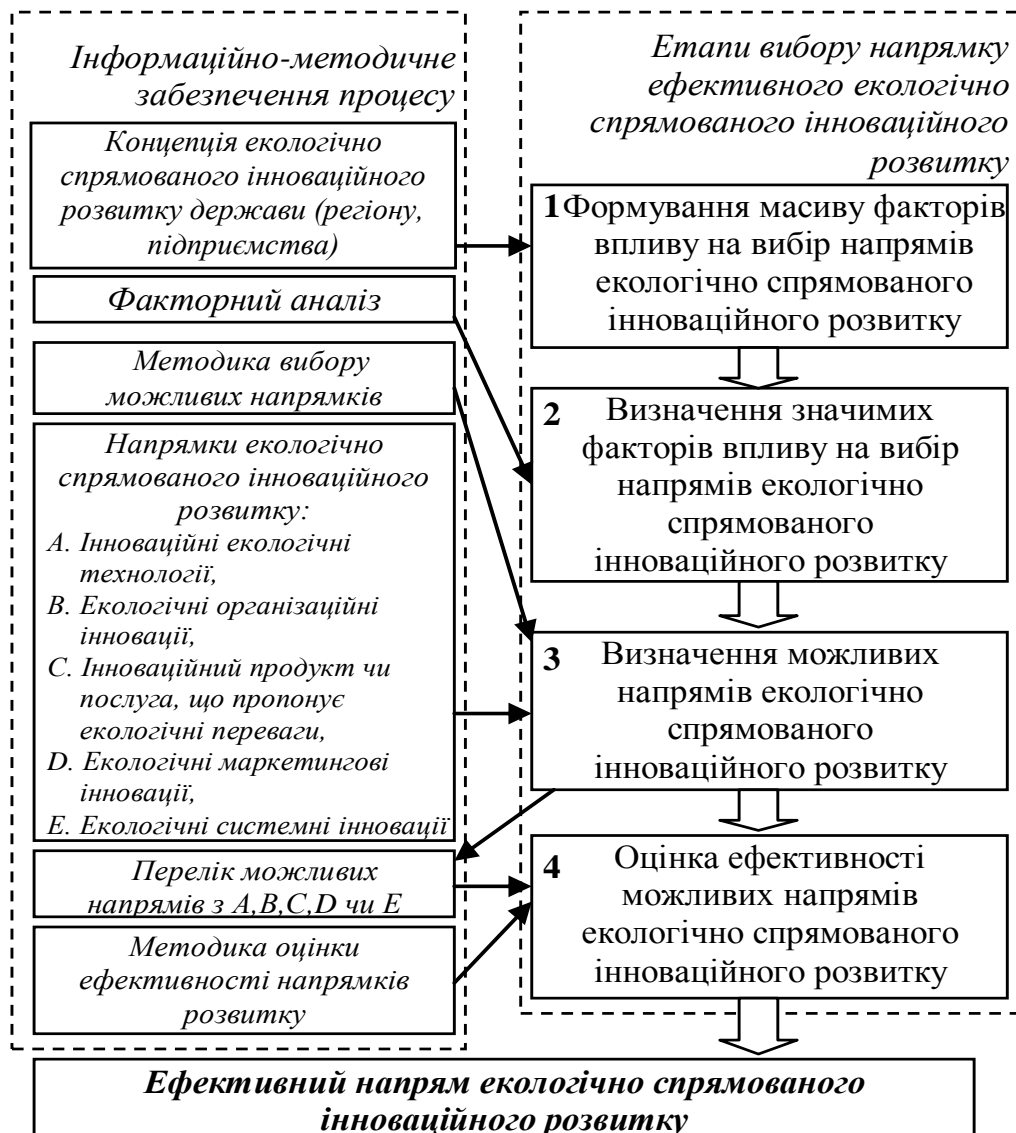 Інформаційно-методичне
забезпечення процесу
Концепція екологічно
спрямованого інноваційного
розвитку держави (регіону,
підприємства)
Факторний аналіз
Методика вибору
можливих напрямків
Напрямки екологічно
спрямованого інноваційного
розвитку:
A. Інноваційні екологічні
технології,
B. Екологічні організаційні
інновації,
C. Інноваційний продукт чи
послуга, що пропонує
екологічні переваги,
D. Екологічні маркетингові
інновації,
E. Екологічні системні інновації
Перелік можливих
напрямів з A,B,C,D чи E
Методика оцінки
ефективності напрямків
розвитку
Етапи вибору напрямку
ефективного екологічно
спрямованого інноваційного
розвитку
1 Формування масиву факторів
впливу на вибір напрямів
екологічно спрямованого
інноваційного розвитку
2 Визначення значимих
факторів впливу на вибір
напрямів екологічно
спрямованого
інноваційного розвитку
3 Визначення можливих
напрямів екологічно
спрямованого
інноваційного розвитку
4 Оцінка ефективності
можливих напрямів
екологічно спрямованого
інноваційного розвитку
Ефективний напрям екологічно спрямованого
інноваційного розвитку